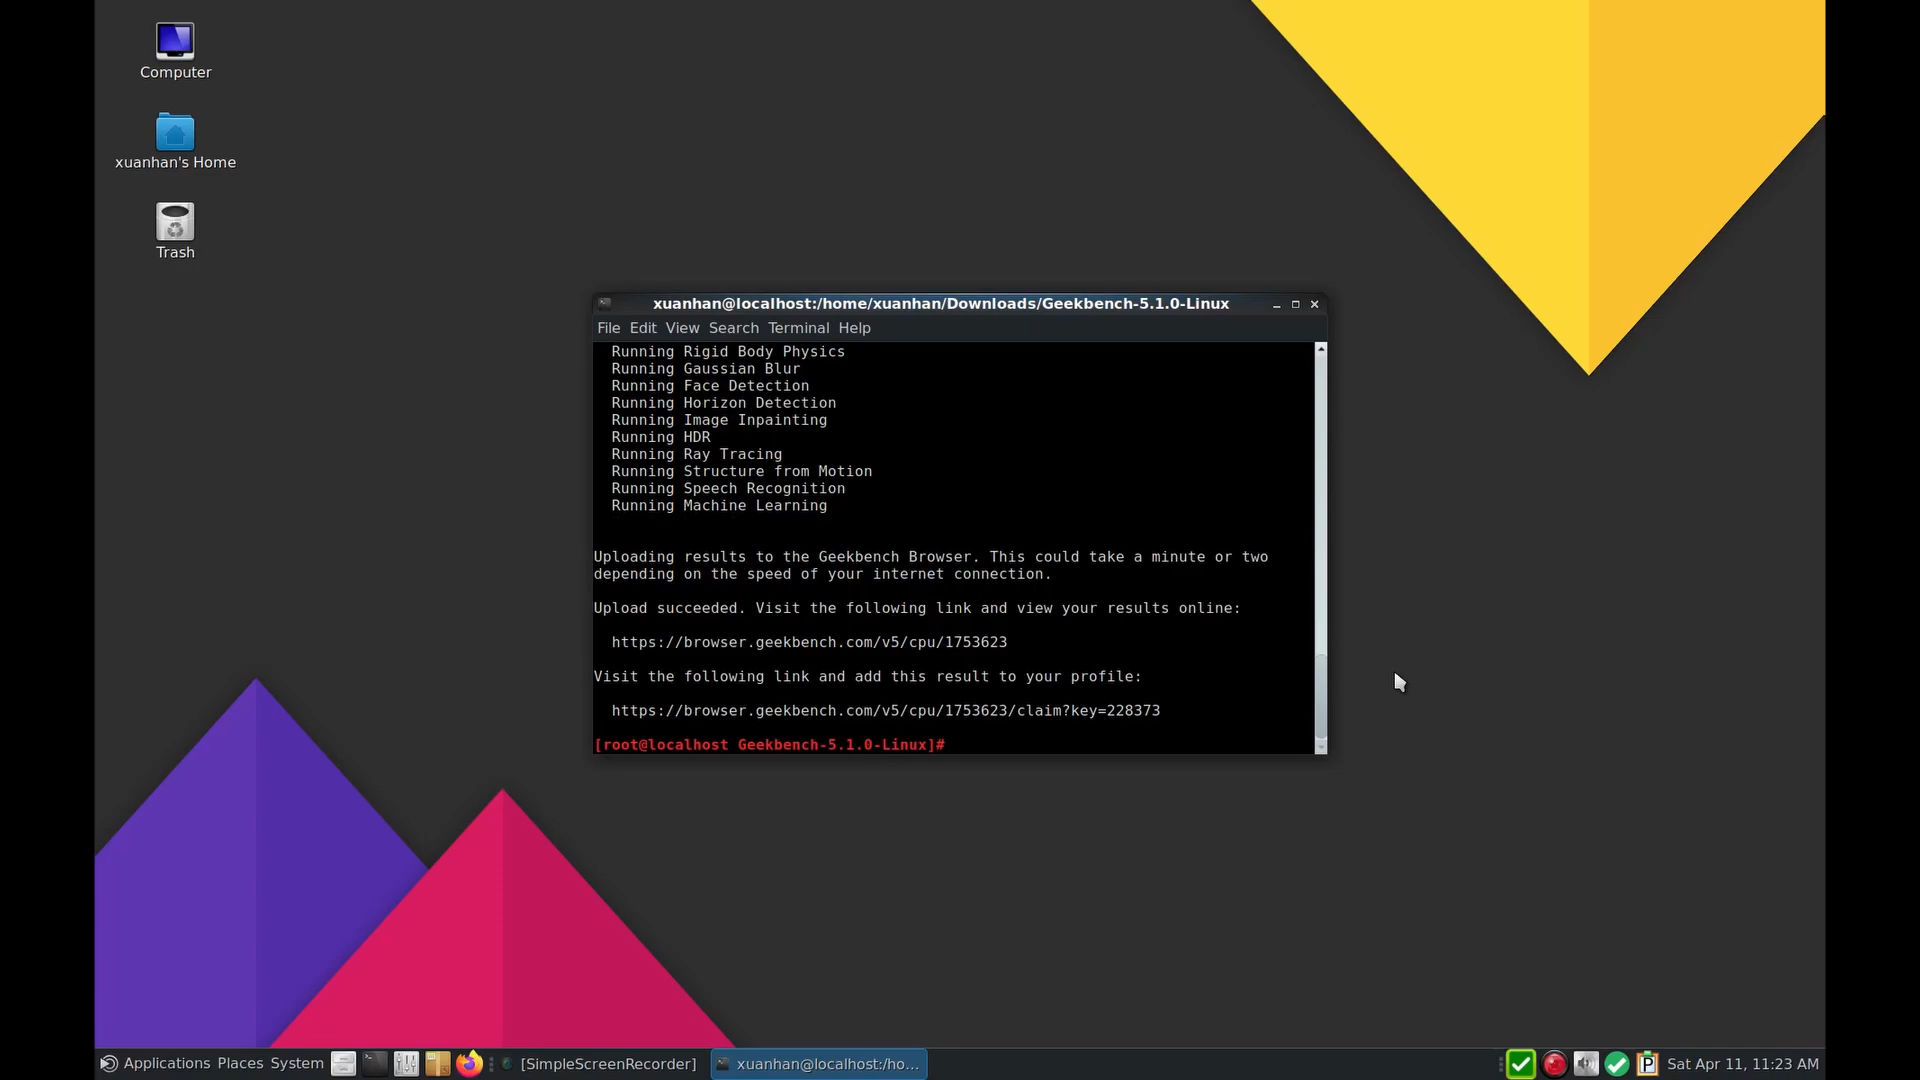 Computer
xuanhan's Home
Trash
xuanhan@localhost:/home/xuanhan/Downloads/Geekbench-5.1.0-Linux
File Edit View Search Terminal Help
Running Rigid Body Physics
Running Gaussian Blur
Running Face Detection
Running Horizon Detection
Running Image Inpainting
Running HDR
Running Ray Tracing
Running Structure from Motion
Running Speech Recognition
Running Machine Learning
Uploading results to the Geekbench Browser. This could take a minute or two
depending on the speed of your internet connection.
Upload succeeded. Visit the following link and view your results online:
https://browser.geekbench.com/v5/cpu/1753623
Visit the following link and add this result to your profile:
https://browser.geekbench.com/v5/cpu/1753623/claim?key=228373
[root@localhost Geekbench-5.1.0-Linux]#
Applications Places System [SimpleScreenRecorder] xuanhan@localhost:/ho... P Sat Apr 11, 11:23 AM